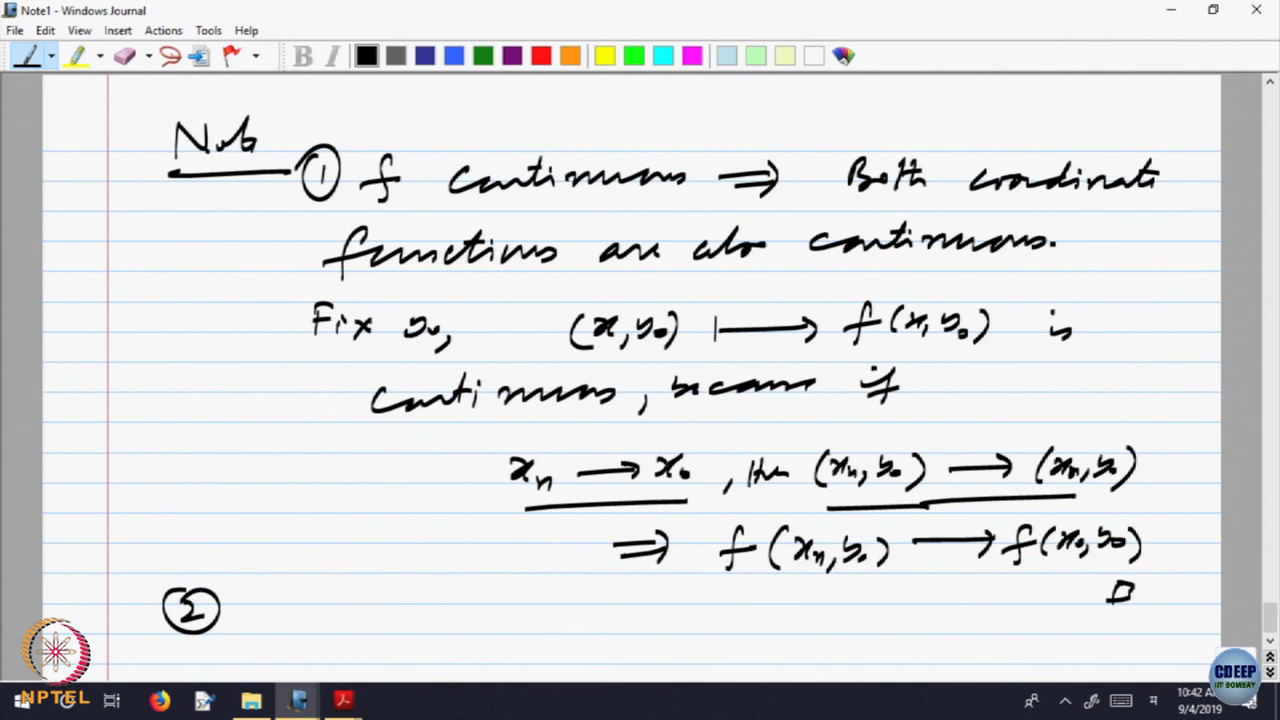 Note1 - Windows Journal
File Edit View Insert Actions Tools Help
B I
Note ① f continuous ⇒ Both coordinate
functions are also continuous.
Fix y₀, (x, y₀) ⟼ f(x, y₀) is
continuous, because if
xₙ → x₀, then (xₙ, y₀) → (xₙ, y₀)
⇒ f(xₙ, y₀) → f(x₀, y₀)
②
NPTEL
CDEEP
IIT BOMBAY
10:42 A
9/4/2019